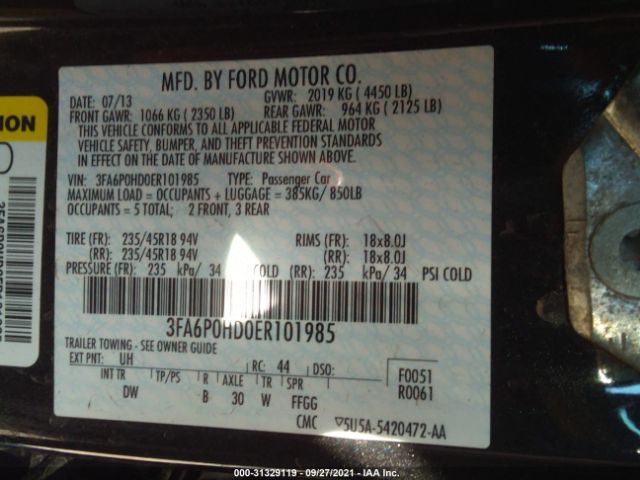 MFD. BY FORD MOTOR CO.
DATE: 07/13 GVWR: 2019 KG ( 4450 LB)
FRONT GAWR: 1066 KG ( 2350 LB) REAR GAWR: 964 KG ( 2125 LB)
THIS VEHICLE CONFORMS TO ALL APPLICABLE FEDERAL MOTOR
VEHICLE SAFETY, BUMPER, AND THEFT PREVENTION STANDARDS
IN EFFECT ON THE DATE OF MANUFACTURE SHOWN ABOVE.
VIN: 3FA6P0HD0ER101985 TYPE: Passenger Car
MAXIMUM LOAD = OCCUPANTS + LUGGAGE = 385KG/ 850LB
OCCUPANTS = 5 TOTAL; 2 FRONT, 3 REAR
TIRE (FR): 235/45R18 94V RIMS (FR): 18x8.0J
(RR): 235/45R18 94V (RR): 18x8.0J
PRESSURE (FR): 235 kPa/ 34 COLD (RR): 235 kPa/ 34 PSI COLD
3FA6P0HD0ER101985
TRAILER TOWING - SEE OWNER GUIDE
EXT PNT: UH RC: 44 DSO:
INT TR TP/PS R AXLE TR SPR
DW B 30 W FFGG
F0051
R0061
CMC ▽5U5A-5420472-AA
ION
000-31329119 - 09/27/2021 - IAA Inc.